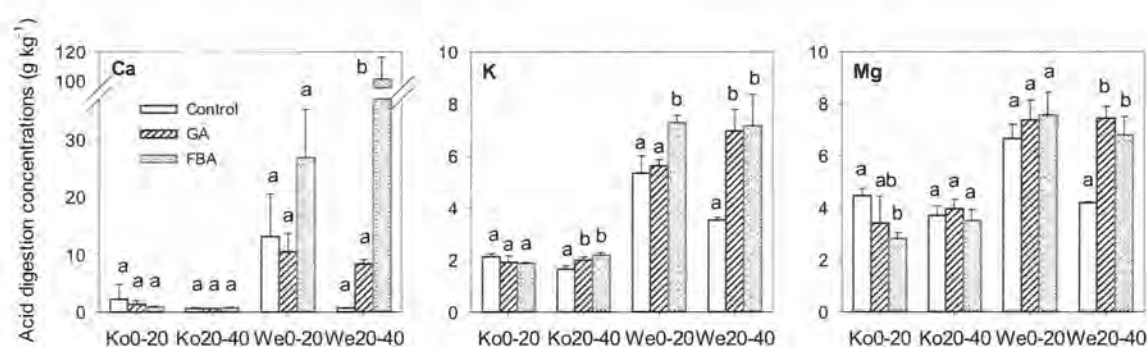 Acid digestion concentrations (g kg⁻¹)
120
100
30
20
10
0
Ca
Control
GA
FBA
a
a a
a a a
a
a
a
a
a
b
Ko0-20 Ko20-40 We0-20 We20-40
10
8
6
4
2
0
K
a a a
a b b
a a b
a b b
Ko0-20 Ko20-40 We0-20 We20-40
10
8
6
4
2
0
Mg
a ab b
a a a
a a a
a b b
Ko0-20 Ko20-40 We0-20 We20-40